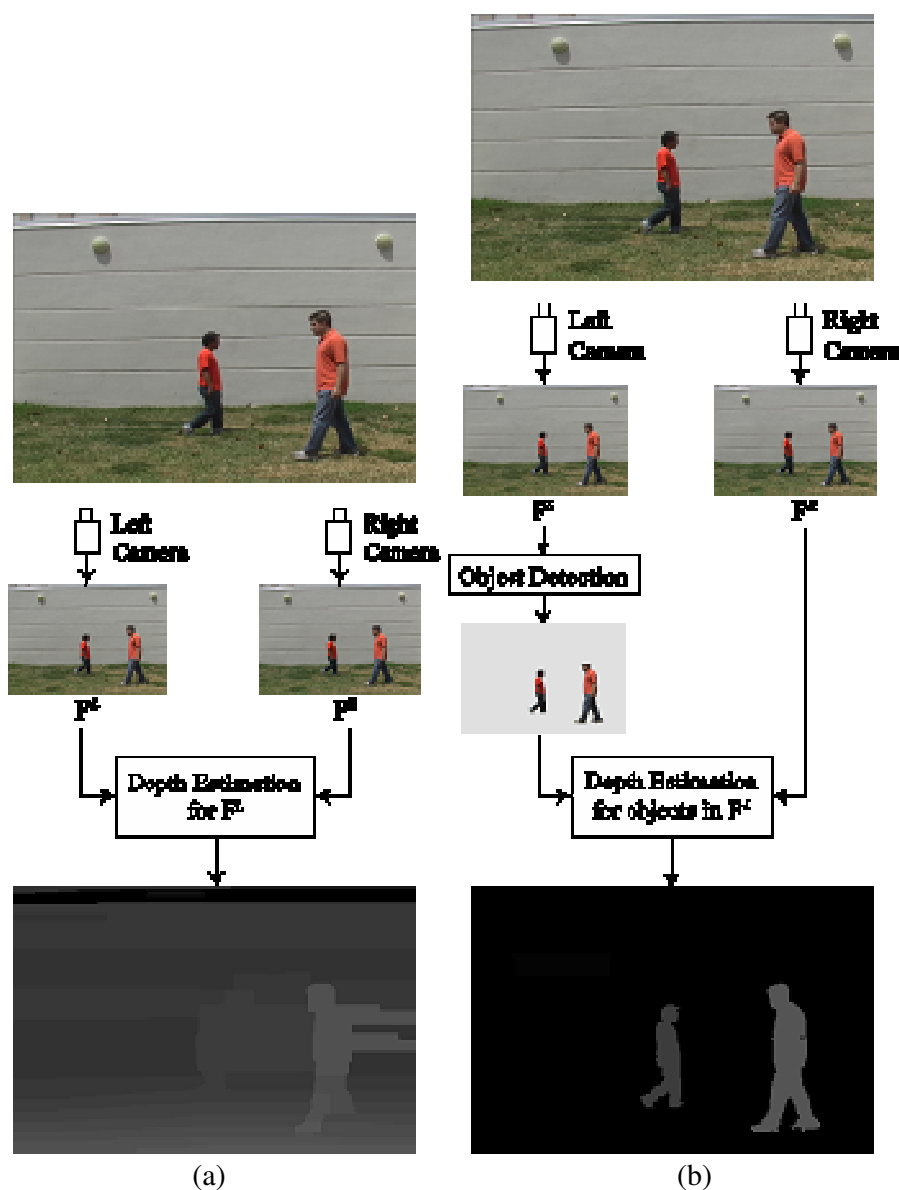 Left
Camera
Right
Camera
F^L
F^R
Depth Estimation
for F^L
(a)
Left
Camera
Right
Camera
F^L
F^R
Object Detection
Depth Estimation
for objects in F^L
(b)